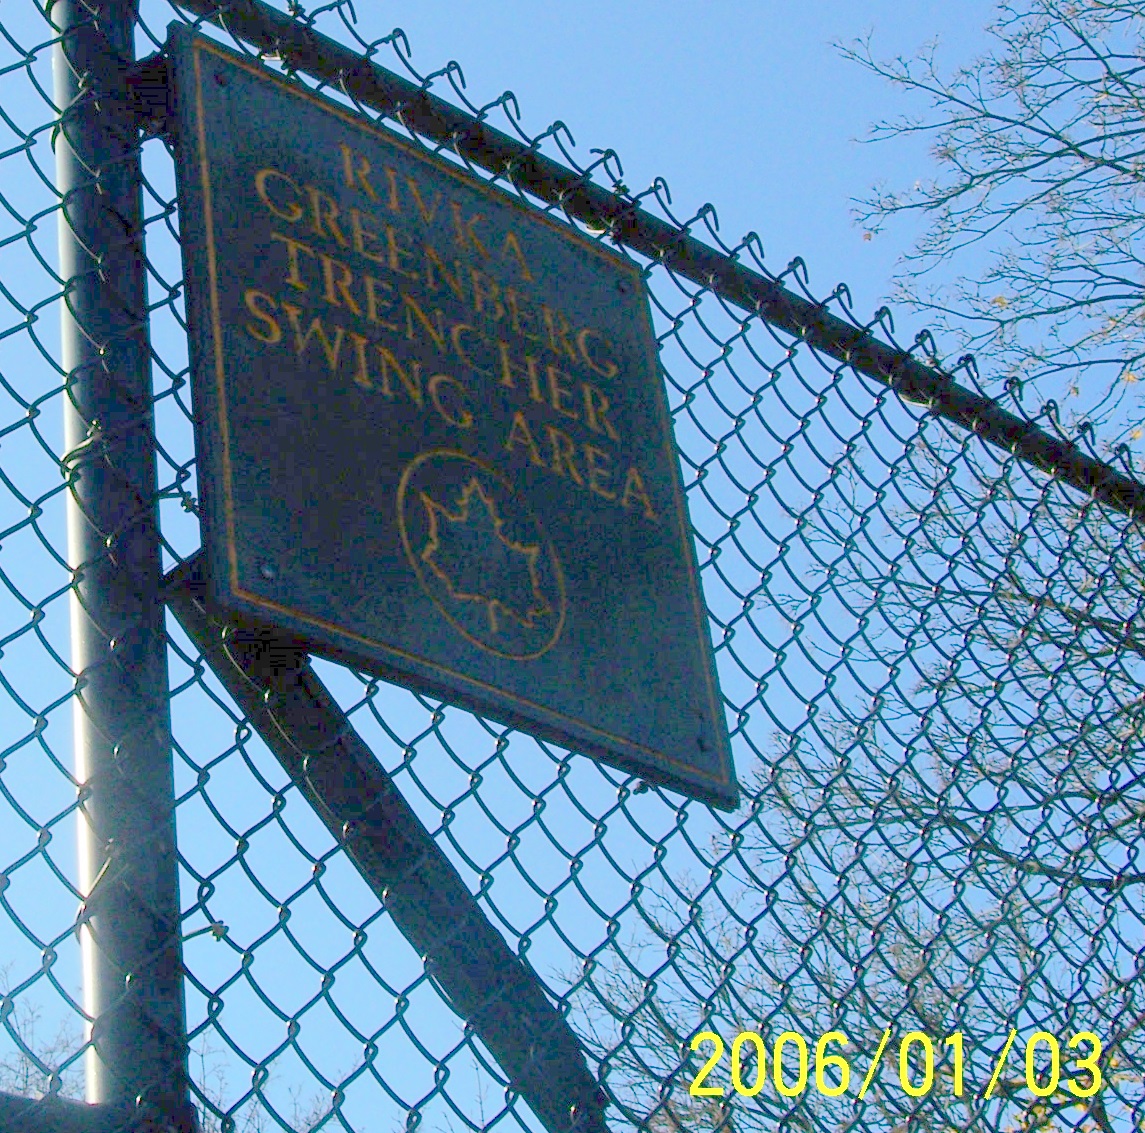 RIVKA
GREENBERG
TRENCHER
SWING AREA
2006/01/03